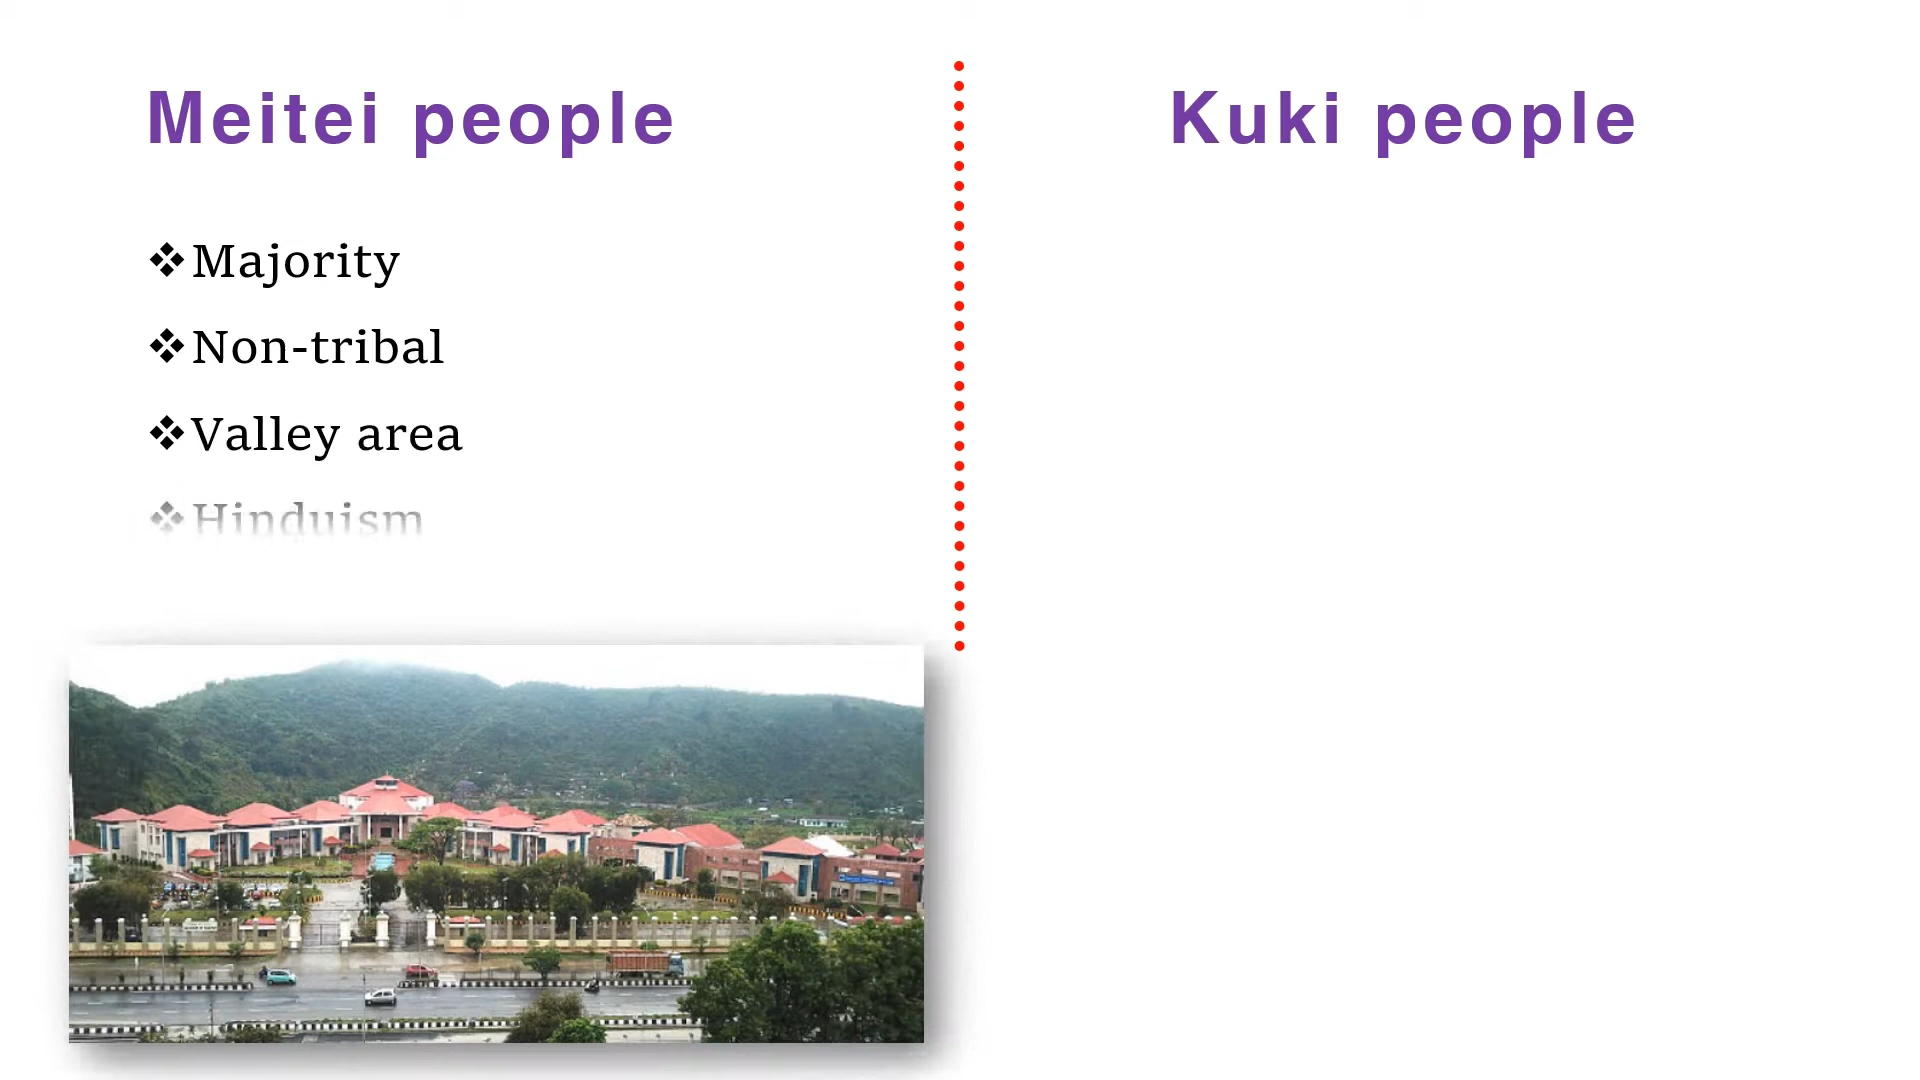 Meitei people
❖Majority
❖Non-tribal
❖Valley area
❖Hinduism
Kuki people